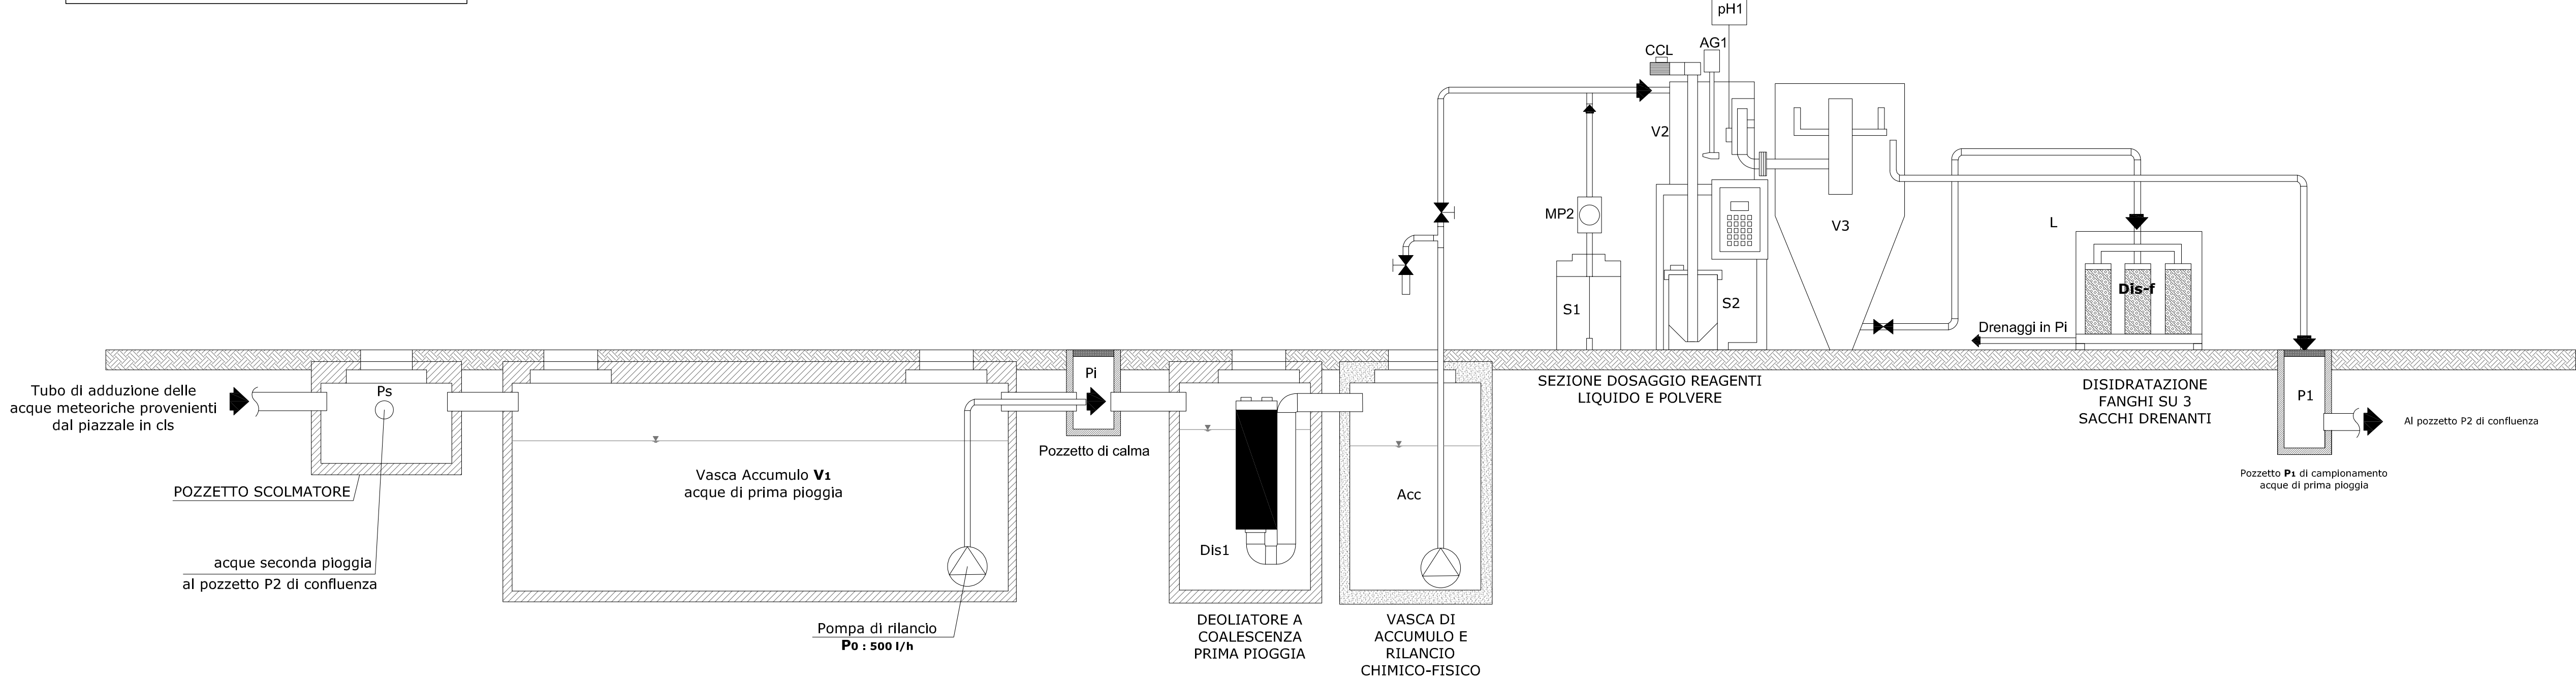 pH1
CCL
AG1
V2
MP2
V3
L
S1
S2
Dis-f
Drenaggi in Pi
Tubo di adduzione delle
acque meteoriche provenienti
dal piazzale in cls
Ps
POZZETTO SCOLMATORE
acque seconda pioggia
al pozzetto P2 di confluenza
Vasca Accumulo V1
acque di prima pioggia
Pompa di rilancio
P0 : 500 l/h
Pi
Pozzetto di calma
Dis1
DEOLIATORE A
COALESCENZA
PRIMA PIOGGIA
Acc
VASCA DI
ACCUMULO E
RILANCIO
CHIMICO-FISICO
SEZIONE DOSAGGIO REAGENTI
LIQUIDO E POLVERE
DISIDRATAZIONE
FANGHI SU 3
SACCHI DRENANTI
P1
Al pozzetto P2 di confluenza
Pozzetto P1 di campionamento
acque di prima pioggia